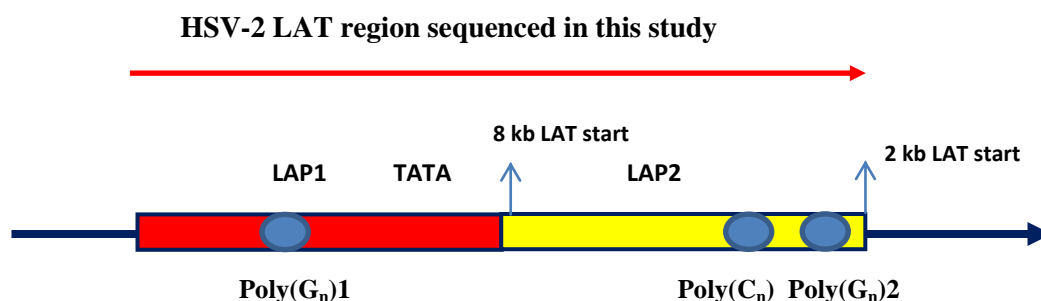 HSV-2 LAT region sequenced in this study
8 kb LAT start
2 kb LAT start
LAP1 TATA LAP2
Poly(Gₙ)1 Poly(Cₙ) Poly(Gₙ)2